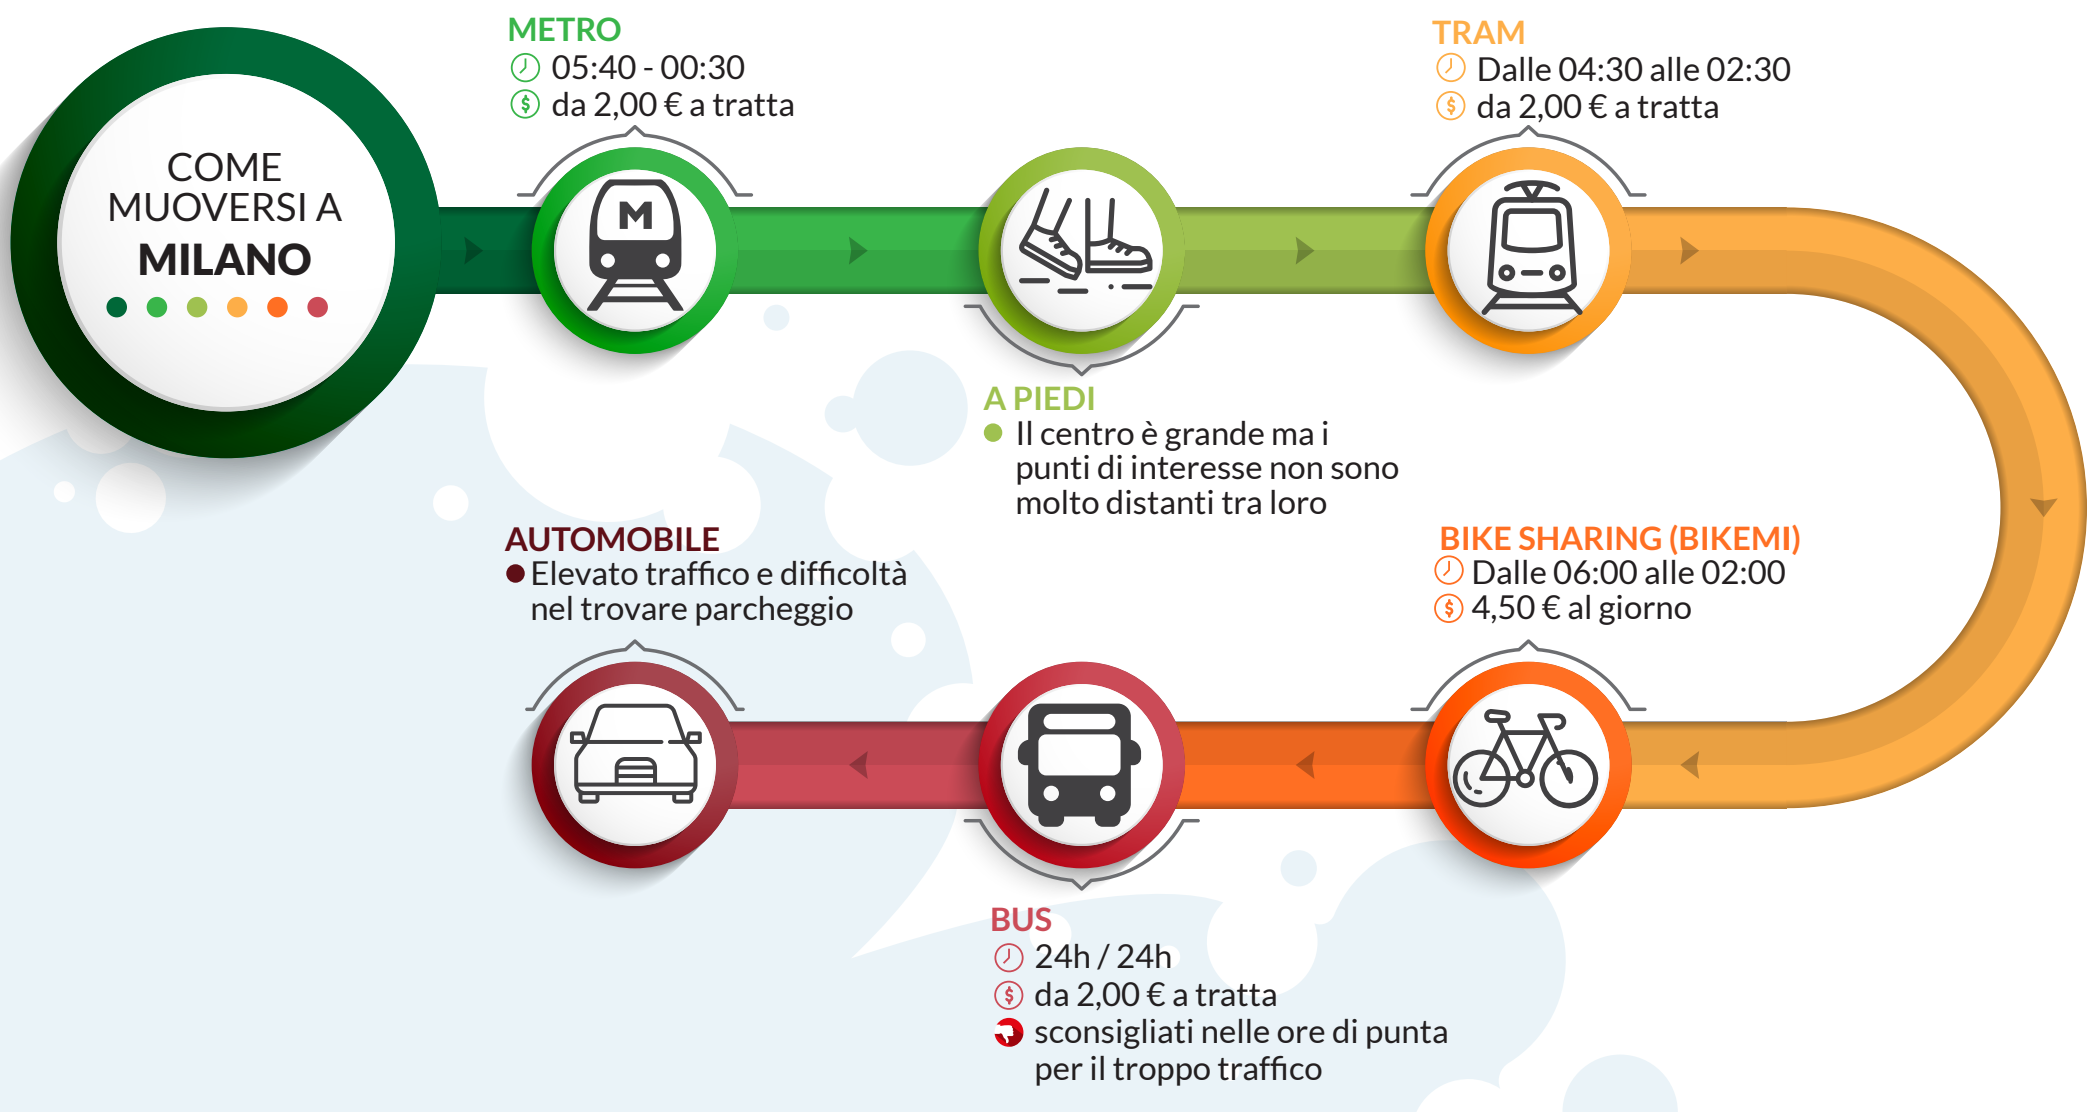 COME
MUOVERSI A
MILANO
METRO
05:40 - 00:30
da 2,00 € a tratta
M
A PIEDI
Il centro è grande ma i
punti di interesse non sono
molto distanti tra loro
TRAM
Dalle 04:30 alle 02:30
da 2,00 € a tratta
BIKE SHARING (BIKEMI)
Dalle 06:00 alle 02:00
4,50 € al giorno
BUS
24h / 24h
da 2,00 € a tratta
sconsigliati nelle ore di punta
per il troppo traffico
AUTOMOBILE
Elevato traffico e difficoltà
nel trovare parcheggio